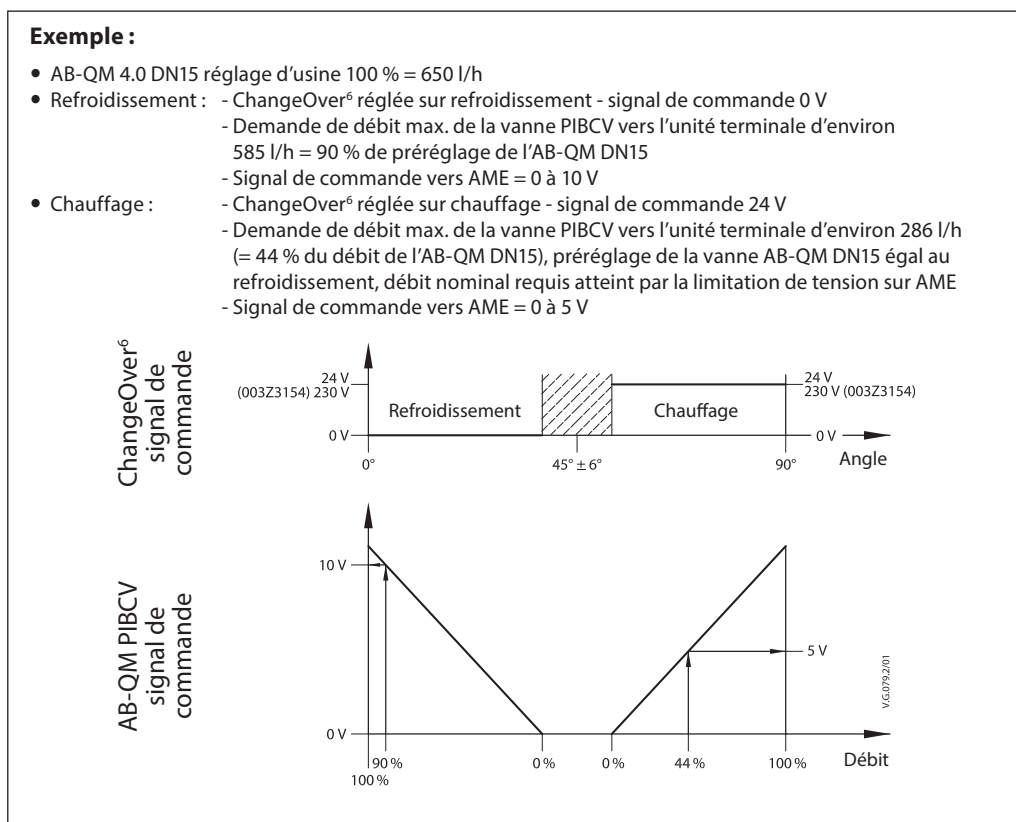 Exemple :
• AB-QM 4.0 DN15 réglage d’usine 100 % = 650 l/h
• Refroidissement : - ChangeOver⁶ réglée sur refroidissement - signal de commande 0 V
- Demande de débit max. de la vanne PIBCV vers l’unité terminale d’environ
585 l/h = 90 % de préréglage de l’AB-QM DN15
- Signal de commande vers AME = 0 à 10 V
• Chauffage : - ChangeOver⁶ réglée sur chauffage - signal de commande 24 V
- Demande de débit max. de la vanne PIBCV vers l’unité terminale d’environ 286 l/h
(= 44 % du débit de l’AB-QM DN15), préréglage de la vanne AB-QM DN15 égal au
refroidissement, débit nominal requis atteint par la limitation de tension sur AME
- Signal de commande vers AME = 0 à 5 V
ChangeOver⁶
signal de
commande
24 V
(003Z3154) 230 V
0 V
Refroidissement
Chauffage
24 V
230 V (003Z3154)
0 V
0°
45° ± 6°
90°
Angle
AB-QM PIBCV
signal de
commande
10 V
0 V
5 V
90 %
100 %
0 %
0 %
44 %
100 %
Débit
V.G.079.2/01